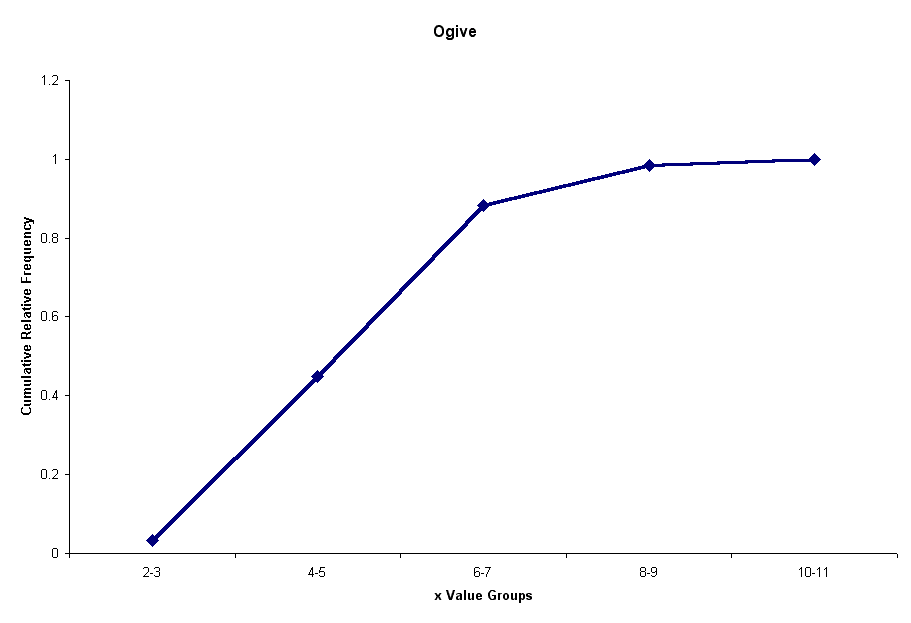 Ogive
1.2
1
0.8
0.6
0.4
0.2
0
Cumulative Relative Frequency
2-3 4-5 6-7 8-9 10-11
x Value Groups